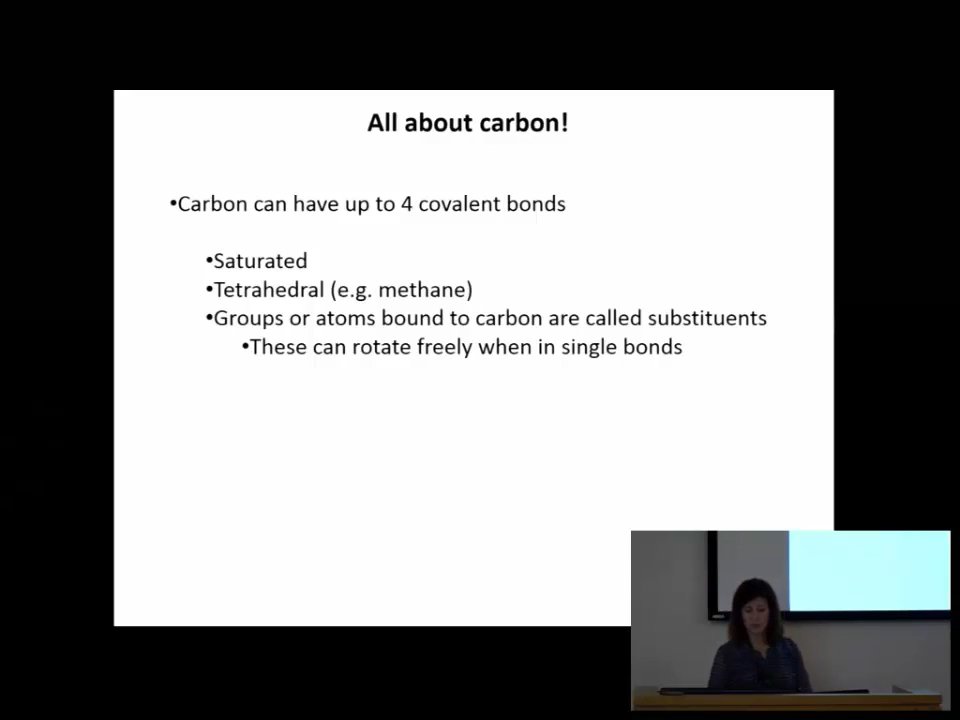 All about carbon!
•Carbon can have up to 4 covalent bonds
•Saturated
•Tetrahedral (e.g. methane)
•Groups or atoms bound to carbon are called substituents
•These can rotate freely when in single bonds